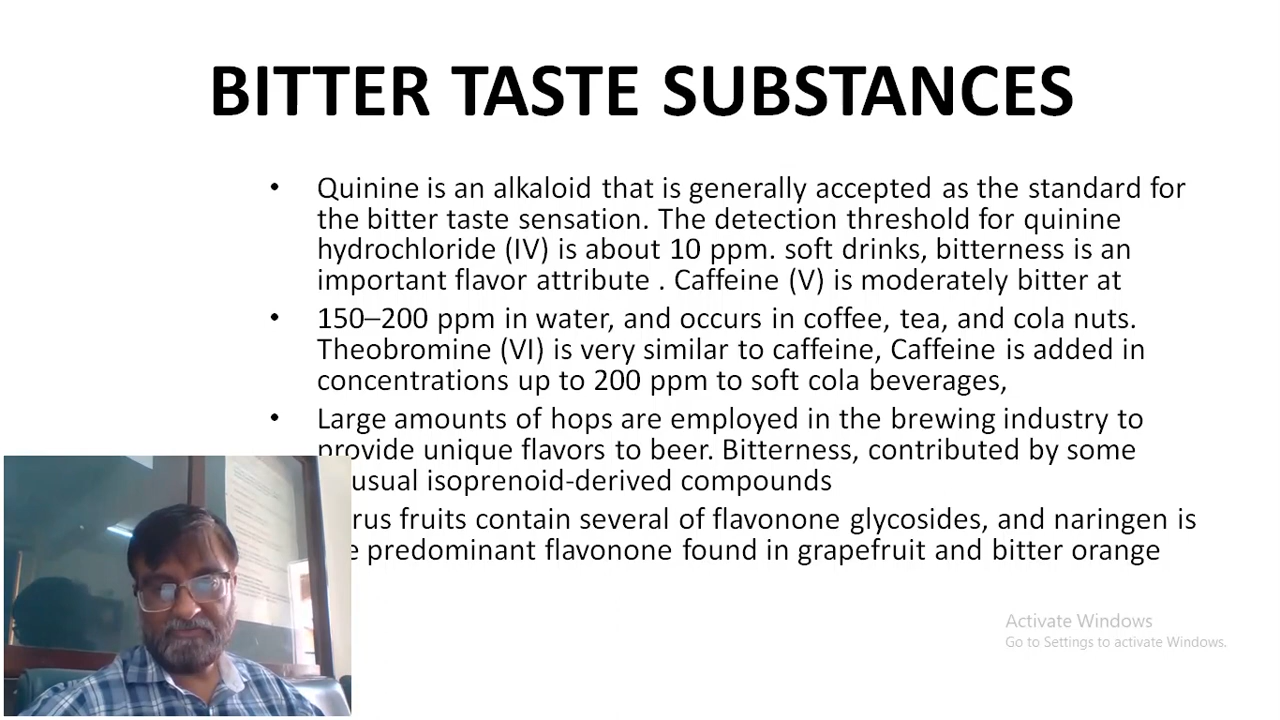 BITTER TASTE SUBSTANCES
• Quinine is an alkaloid that is generally accepted as the standard for
the bitter taste sensation. The detection threshold for quinine
hydrochloride (IV) is about 10 ppm. soft drinks, bitterness is an
important flavor attribute . Caffeine (V) is moderately bitter at
• 150–200 ppm in water, and occurs in coffee, tea, and cola nuts.
Theobromine (VI) is very similar to caffeine, Caffeine is added in
concentrations up to 200 ppm to soft cola beverages,
• Large amounts of hops are employed in the brewing industry to
provide unique flavors to beer. Bitterness, contributed by some
usual isoprenoid-derived compounds
rus fruits contain several of flavonone glycosides, and naringen is
e predominant flavonone found in grapefruit and bitter orange
Activate Windows
Go to Settings to activate Windows.